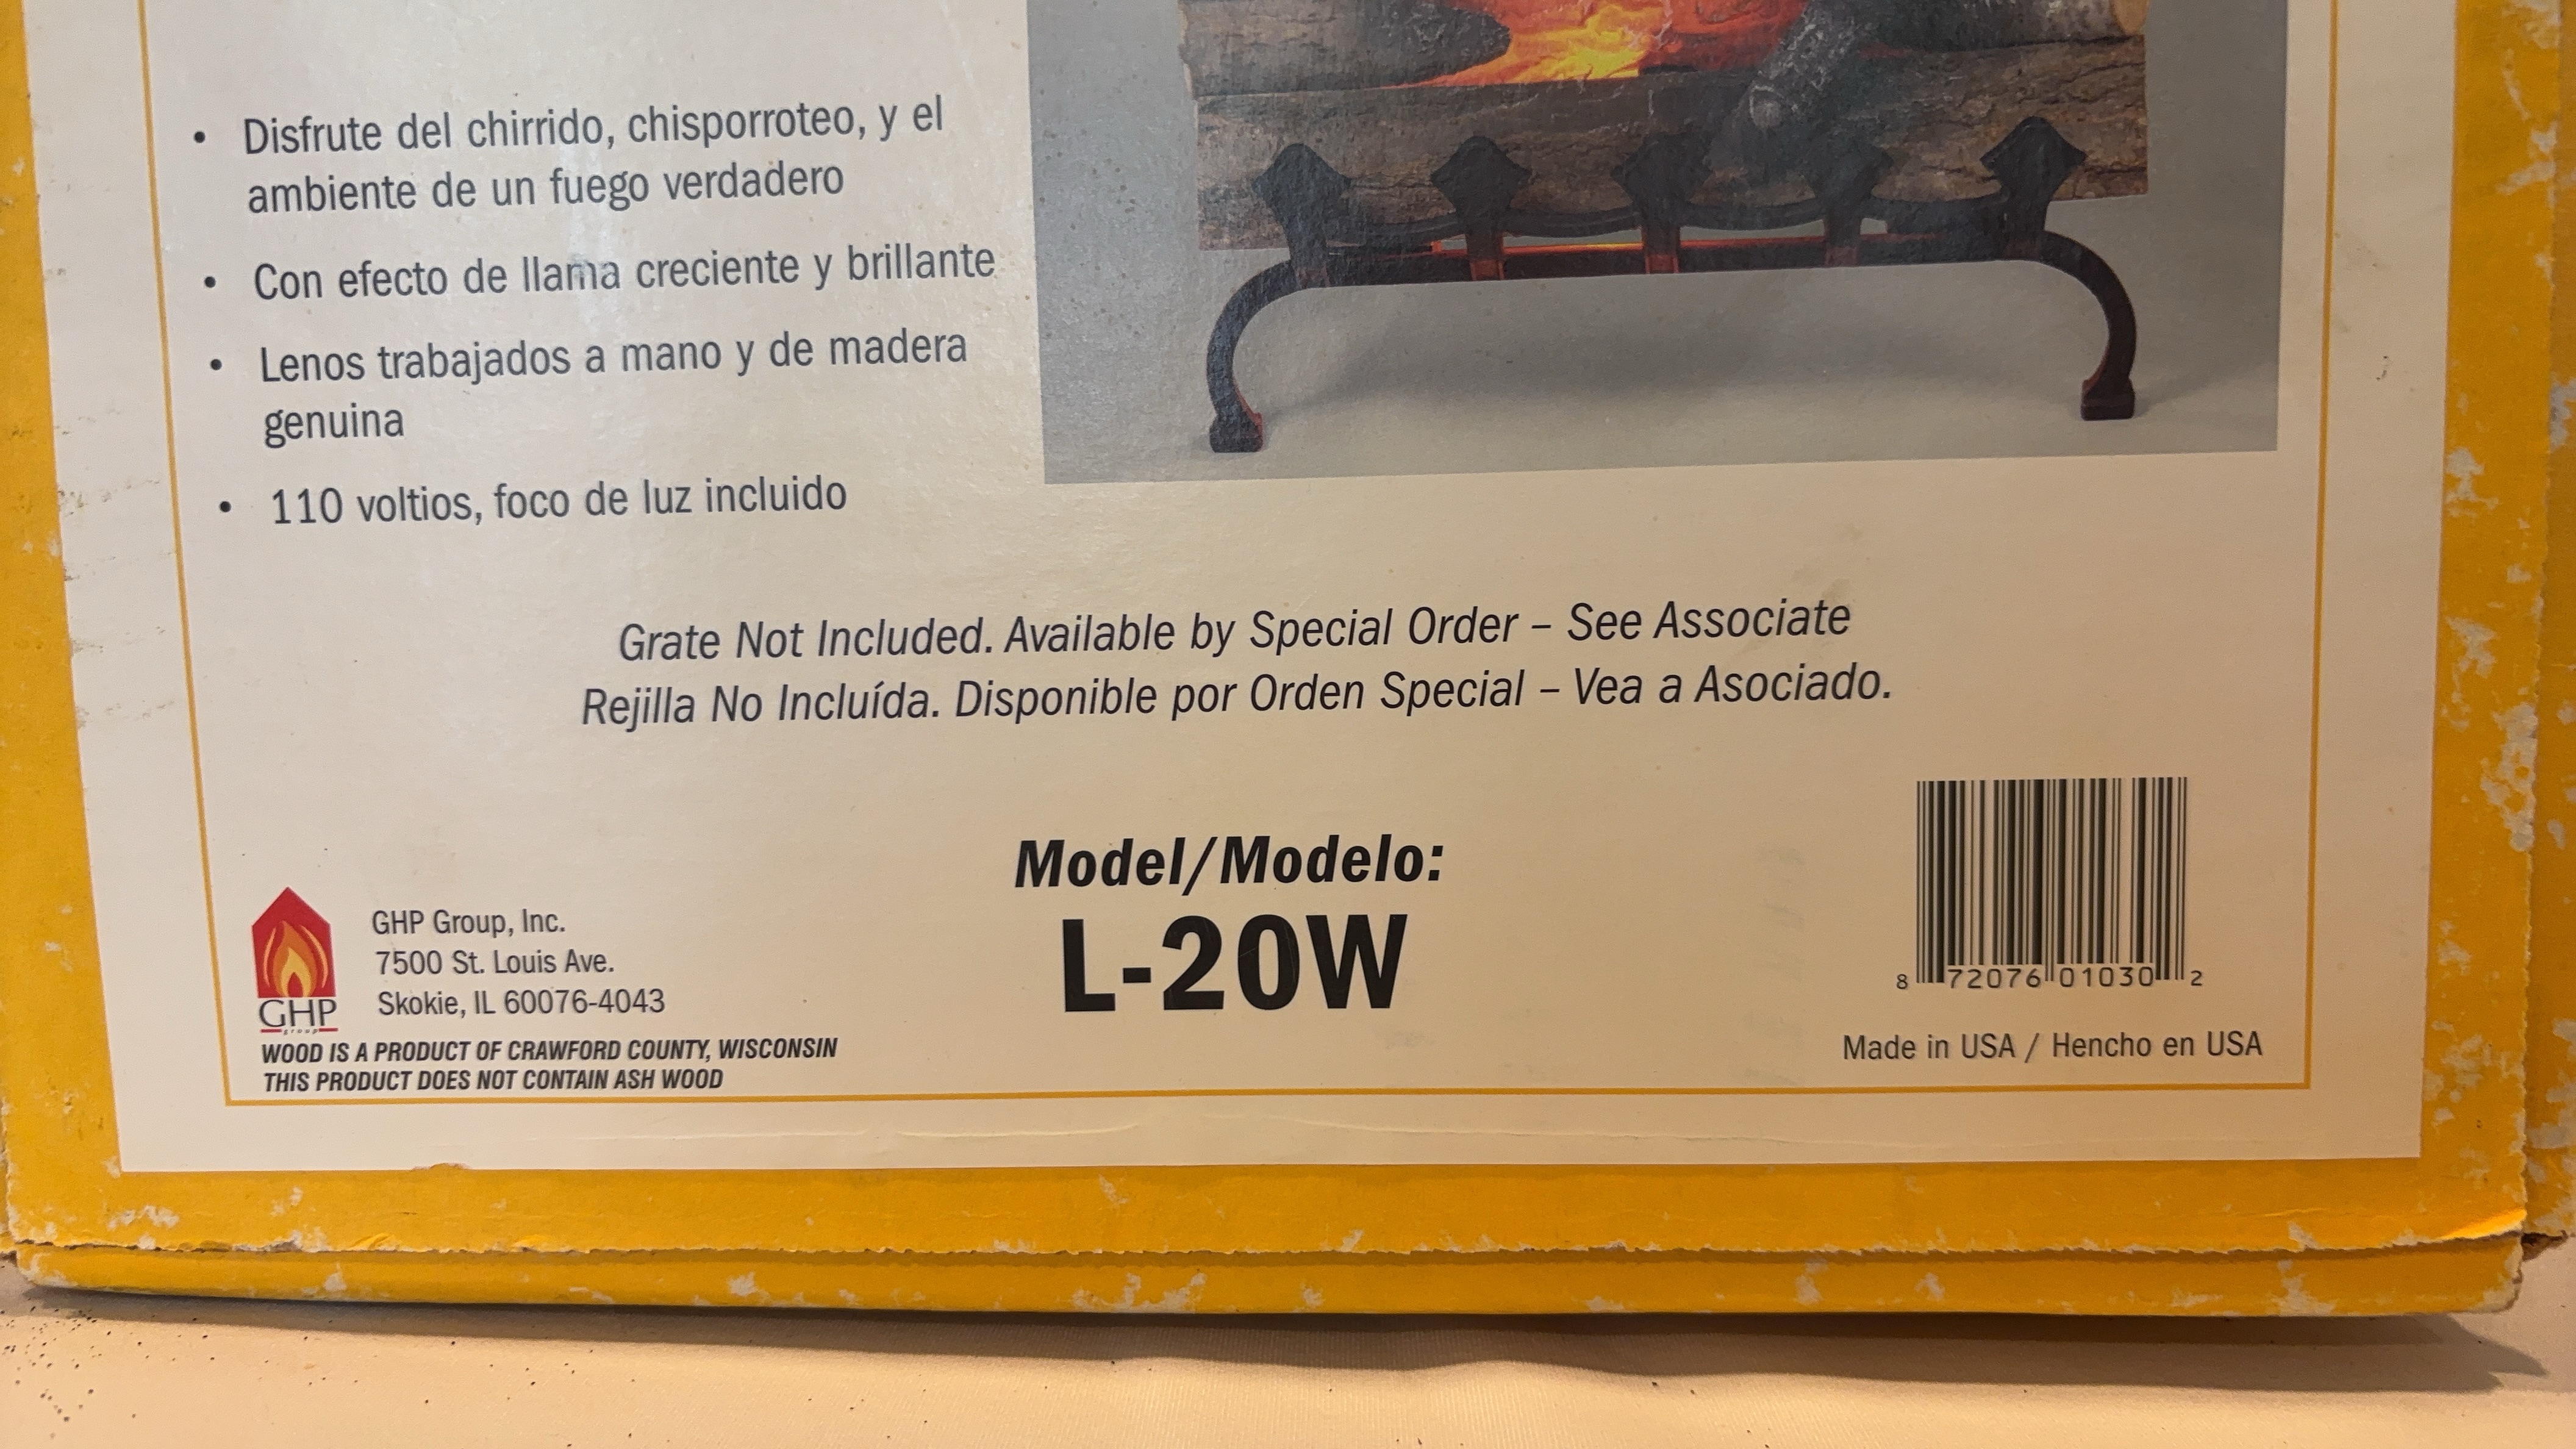 • Disfrute del chirrido, chisporroteo, y el
ambiente de un fuego verdadero
• Con efecto de llama creciente y brillante
• Lenos trabajados a mano y de madera
genuina
• 110 voltios, foco de luz incluido
Grate Not Included. Available by Special Order – See Associate
Rejilla No Incluída. Disponible por Orden Special – Vea a Asociado.
Model/Modelo:
L-20W
GHP
group
GHP Group, Inc.
7500 St. Louis Ave.
Skokie, IL 60076-4043
WOOD IS A PRODUCT OF CRAWFORD COUNTY, WISCONSIN
THIS PRODUCT DOES NOT CONTAIN ASH WOOD
8 72076 01030 2
Made in USA / Hencho en USA